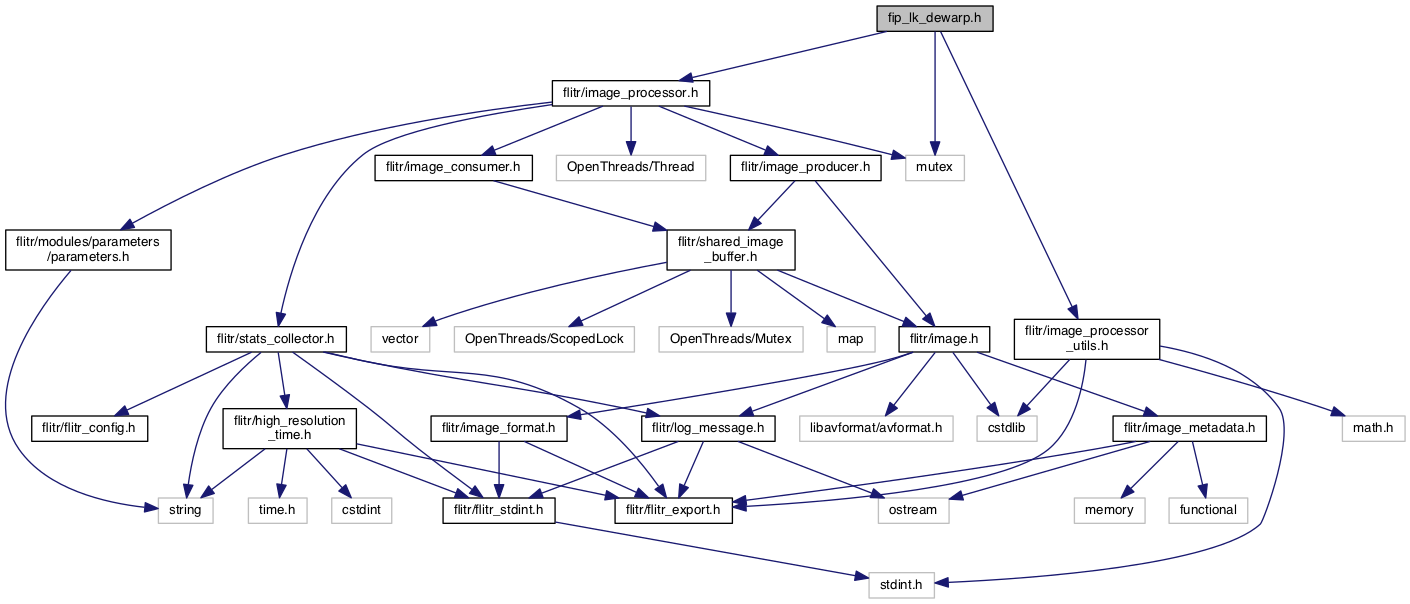 fip_lk_dewarp.h
flitr/image_processor.h
flitr/image_consumer.h
OpenThreads/Thread
flitr/image_producer.h
mutex
flitr/modules/parameters
/parameters.h
flitr/shared_image
_buffer.h
flitr/stats_collector.h
vector
OpenThreads/ScopedLock
OpenThreads/Mutex
map
flitr/image.h
flitr/image_processor
_utils.h
flitr/flitr_config.h
flitr/high_resolution
_time.h
flitr/image_format.h
flitr/log_message.h
libavformat/avformat.h
cstdlib
flitr/image_metadata.h
math.h
string
time.h
cstdint
flitr/flitr_stdint.h
flitr/flitr_export.h
ostream
memory
functional
stdint.h